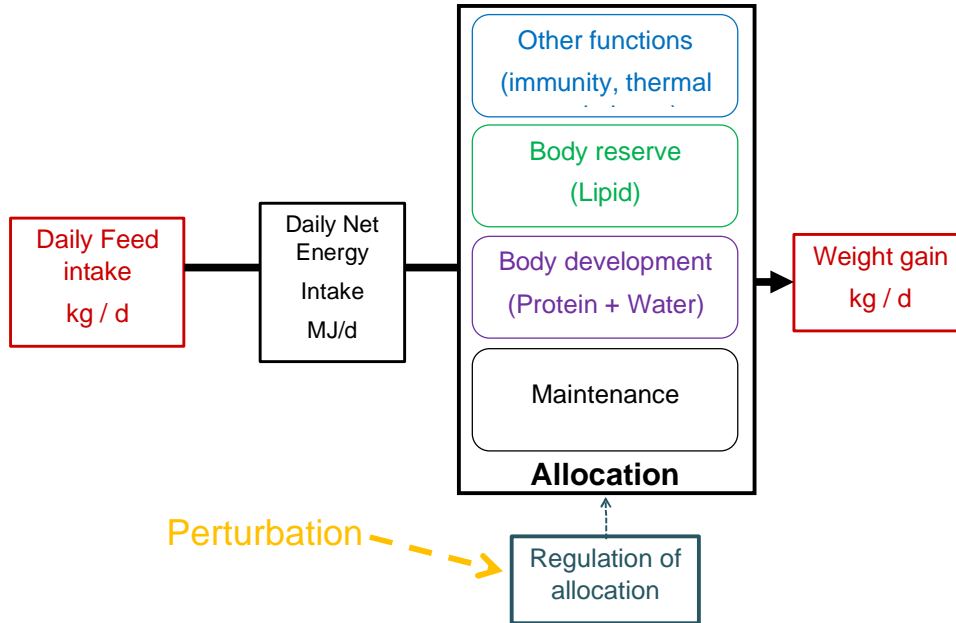 Other functions
(immunity, thermal
Body reserve
(Lipid)
Daily Feed
intake
kg / d
Daily Net
Energy
Intake
MJ/d
Body development
(Protein + Water)
Weight gain
kg / d
Maintenance
Allocation
Perturbation
Regulation of
allocation